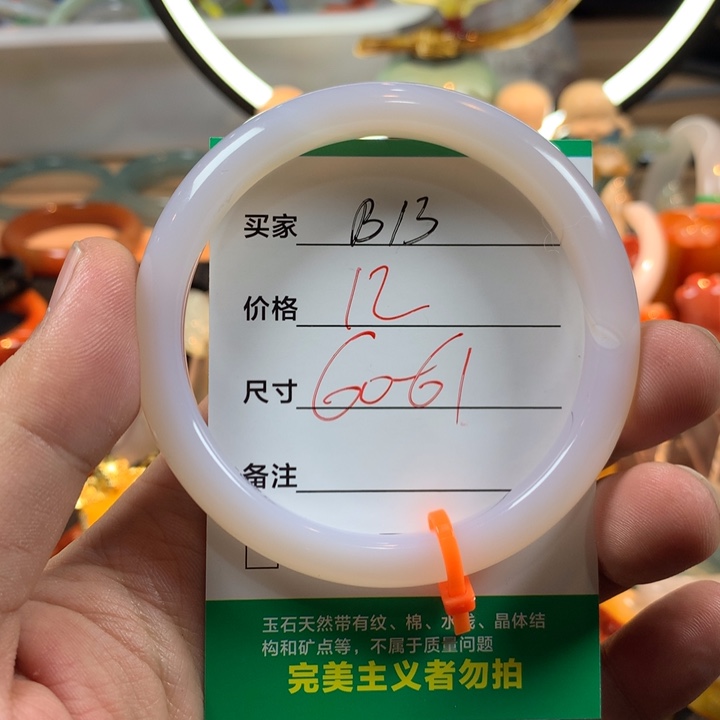 买家 B13
价格 12
尺寸 60-61
备注
玉石天然带有纹、棉、水线、晶体结
构和矿点等，不属于质量问题
完美主义者勿拍